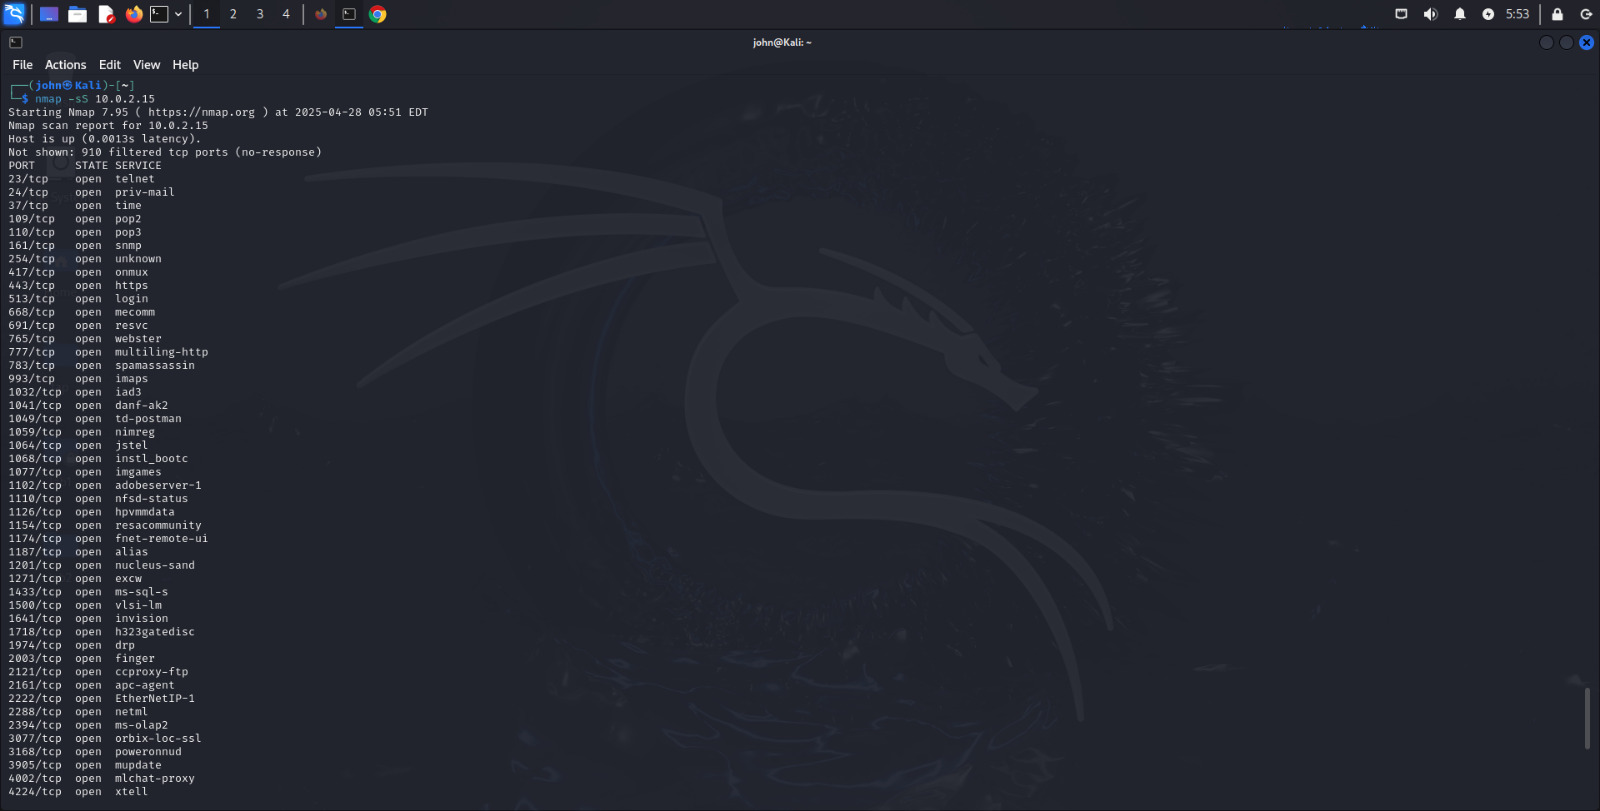 1 2 3 4 5:53
john@Kali: ~
File Actions Edit View Help
┌──(john㉿Kali)-[~]
└─$ nmap -sS 10.0.2.15
Starting Nmap 7.95 ( https://nmap.org ) at 2025-04-28 05:51 EDT
Nmap scan report for 10.0.2.15
Host is up (0.0013s latency).
Not shown: 910 filtered tcp ports (no-response)
PORT STATE SERVICE
23/tcp open telnet
24/tcp open priv-mail
37/tcp open time
109/tcp open pop2
110/tcp open pop3
161/tcp open snmp
254/tcp open unknown
417/tcp open onmux
443/tcp open https
513/tcp open login
668/tcp open mecomm
691/tcp open resvc
765/tcp open webster
777/tcp open multiling-http
783/tcp open spamassassin
993/tcp open imaps
1032/tcp open iad3
1041/tcp open danf-ak2
1049/tcp open td-postman
1059/tcp open nimreg
1064/tcp open jstel
1068/tcp open instl_bootc
1077/tcp open imgames
1102/tcp open adobeserver-1
1110/tcp open nfsd-status
1126/tcp open hpvmmdata
1154/tcp open resacommunity
1174/tcp open fnet-remote-ui
1187/tcp open alias
1201/tcp open nucleus-sand
1271/tcp open excw
1433/tcp open ms-sql-s
1500/tcp open vlsi-lm
1641/tcp open invision
1718/tcp open h323gatedisc
1974/tcp open drp
2003/tcp open finger
2121/tcp open ccproxy-ftp
2161/tcp open apc-agent
2222/tcp open EtherNetIP-1
2288/tcp open netml
2394/tcp open ms-olap2
3077/tcp open orbix-loc-ssl
3168/tcp open poweronnud
3905/tcp open mupdate
4002/tcp open mlchat-proxy
4224/tcp open xtell